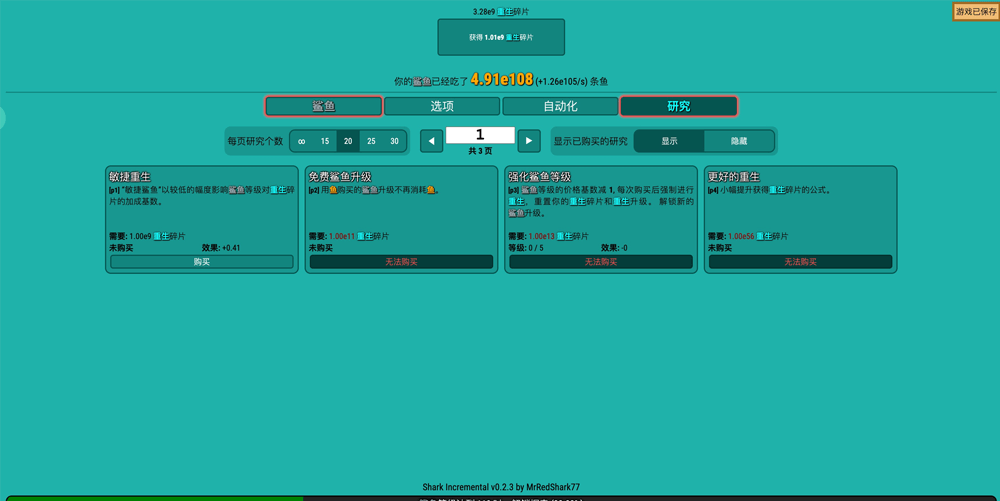 3.28e9 重生碎片
游戏已保存
获得 1.01e9 重生碎片
你的鲨鱼已经吃了 4.91e108 (+1.26e105/s) 条鱼
鲨鱼 选项 自动化 研究
每页研究个数 ∞ 15 20 25 30 ◀ 1 ▶ 显示已购买的研究 显示 隐藏
共 3 页
敏捷重生
[p1] "敏捷鲨鱼"以较低的幅度影响鲨鱼等级对重生碎
片的加成基数。
需要: 1.00e9 重生碎片
未购买 效果: +0.41
购买
免费鲨鱼升级
[p2] 用鱼购买的鲨鱼升级不再消耗鱼。
需要: 1.00e11 重生碎片
未购买
无法购买
强化鲨鱼等级
[p3] 鲨鱼等级的价格基数减 1, 每次购买后强制进行
重生，重置你的重生碎片和重生升级。 解锁新的
鲨鱼升级。
需要: 1.00e13 重生碎片
等级: 0 / 5 效果: -0
无法购买
更好的重生
[p4] 小幅提升获得重生碎片的公式。
需要: 1.00e56 重生碎片
未购买
无法购买
Shark Incremental v0.2.3 by MrRedShark77